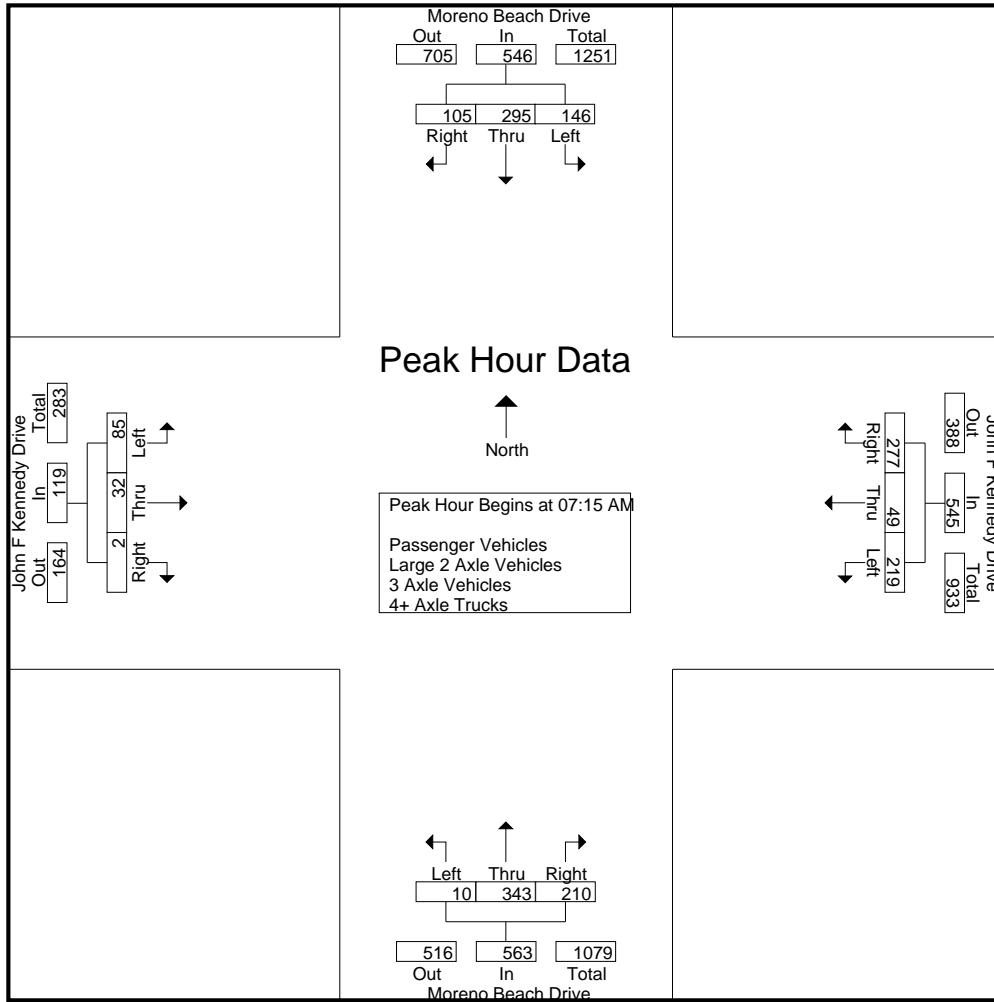 Moreno Beach Drive
Out In Total
705 546 1251
105 295 146
Right Thru Left
Peak Hour Data
North
Peak Hour Begins at 07:15 AM
Passenger Vehicles
Large 2 Axle Vehicles
3 Axle Vehicles
4+ Axle Trucks
John F Kennedy Drive
Out In Total
164 119 283
85 32 2
Left Thru Right
John F Kennedy Drive
Out In Total
388 545 933
277 49 219
Right Thru Left
Left Thru Right
10 343 210
516 563 1079
Out In Total
Moreno Beach Drive